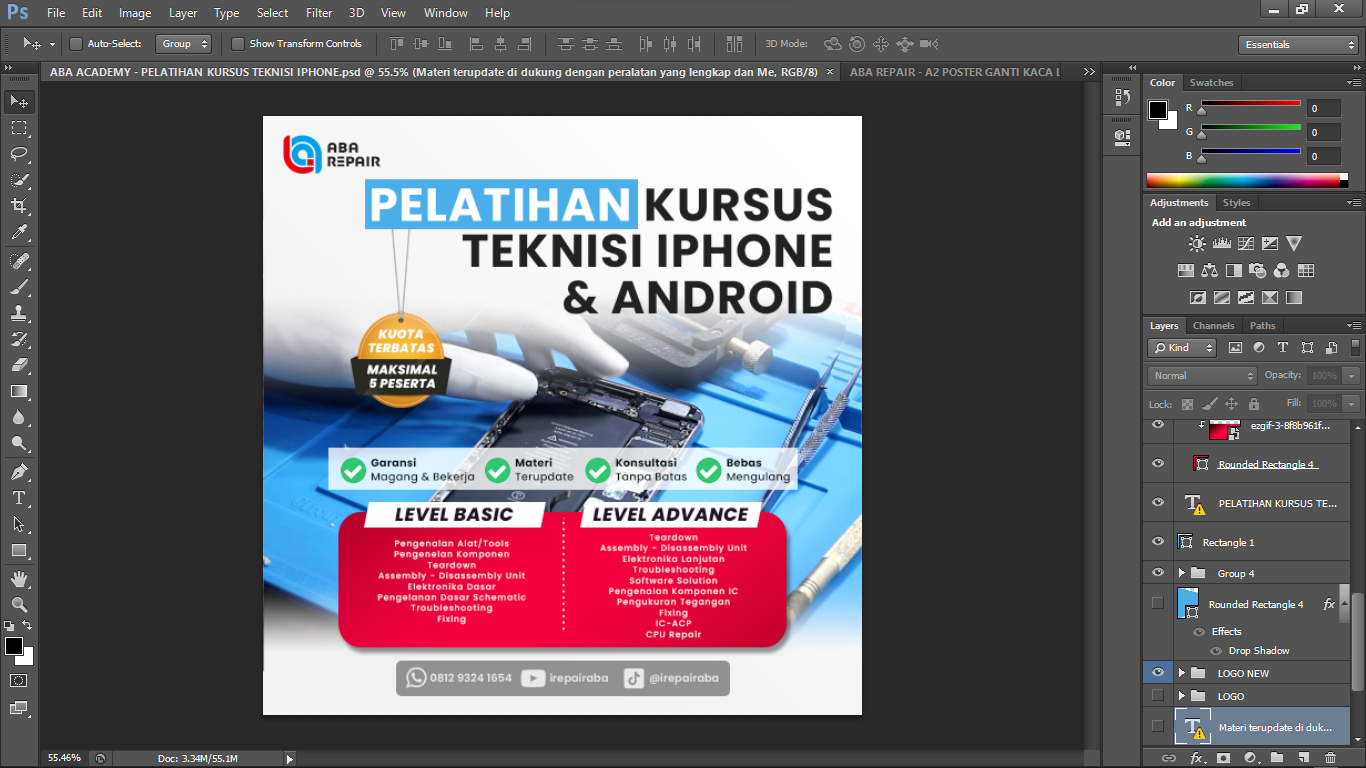 Ps File Edit Image Layer Type Select Filter 3D View Window Help
Auto-Select: Group Show Transform Controls 3D Mode: Essentials
ABA ACADEMY - PELATIHAN KURSUS TEKNISI IPHONE.psd @ 55.5% (Materi terupdate di dukung dengan peralatan yang lengkap dan Me, RGB/8) × ABA REPAIR - A2 POSTER GANTI KACA L
ABA
REPAIR
PELATIHAN KURSUS
TEKNISI IPHONE
& ANDROID
KUOTA
TERBATAS
MAKSIMAL
5 PESERTA
Garansi
Magang & Bekerja
Materi
Terupdate
Konsultasi
Tanpa Batas
Bebas
Mengulang
LEVEL BASIC
Pengenalan Alat/Tools
Pengenelan Komponen
Teardown
Assembly - Disassembly Unit
Elektronika Dasar
Pengelanan Dasar Schematic
Troubleshooting
Fixing
LEVEL ADVANCE
Teardown
Assembly - Disassembly Unit
Elektronika Lanjutan
Troubleshooting
Software Solution
Pengenalan Komponen IC
Pengukuran Tegangan
Fixing
IC-ACP
CPU Repair
0812 9324 1654 irepairaba @irepairaba
Color Swatches
R 0
G 0
B 0
Adjustments Styles
Add an adjustment
Layers Channels Paths
Kind
Normal Opacity: 100%
Lock: Fill: 100%
ezgif-3-8f8b961f...
Rounded Rectangle 4
PELATIHAN KURSUS TE...
Rectangle 1
Group 4
Rounded Rectangle 4 fx
Effects
Drop Shadow
LOGO NEW
LOGO
Materi terupdate di duk...
55.46% Doc: 3.34M/55.1M